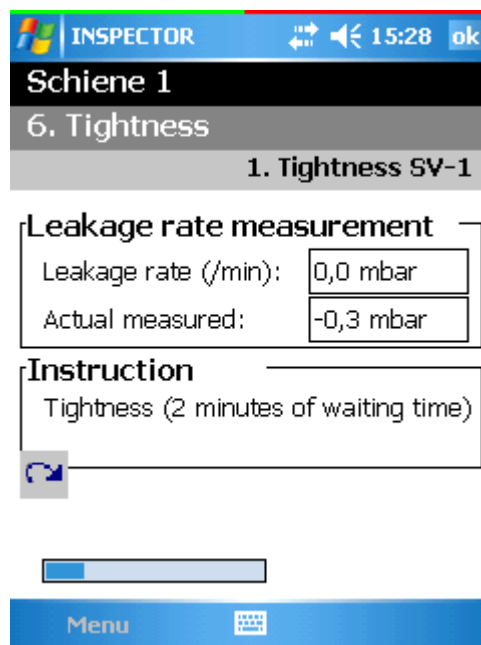 INSPECTOR 15:28 ok
Schiene 1
6. Tightness
1. Tightness SV-1
Leakage rate measurement
Leakage rate (/min): 0,0 mbar
Actual measured: -0,3 mbar
Instruction
Tightness (2 minutes of waiting time)
Menu